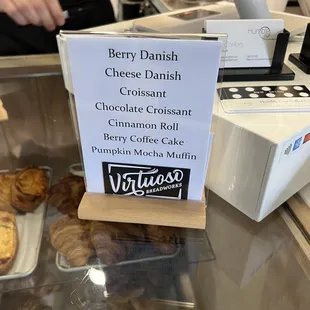 Berry Danish
Cheese Danish
Croissant
Chocolate Croissant
Cinnamon Roll
Berry Coffee Cake
Pumpkin Mocha Muffin
Virtuoso
BREADWORKS